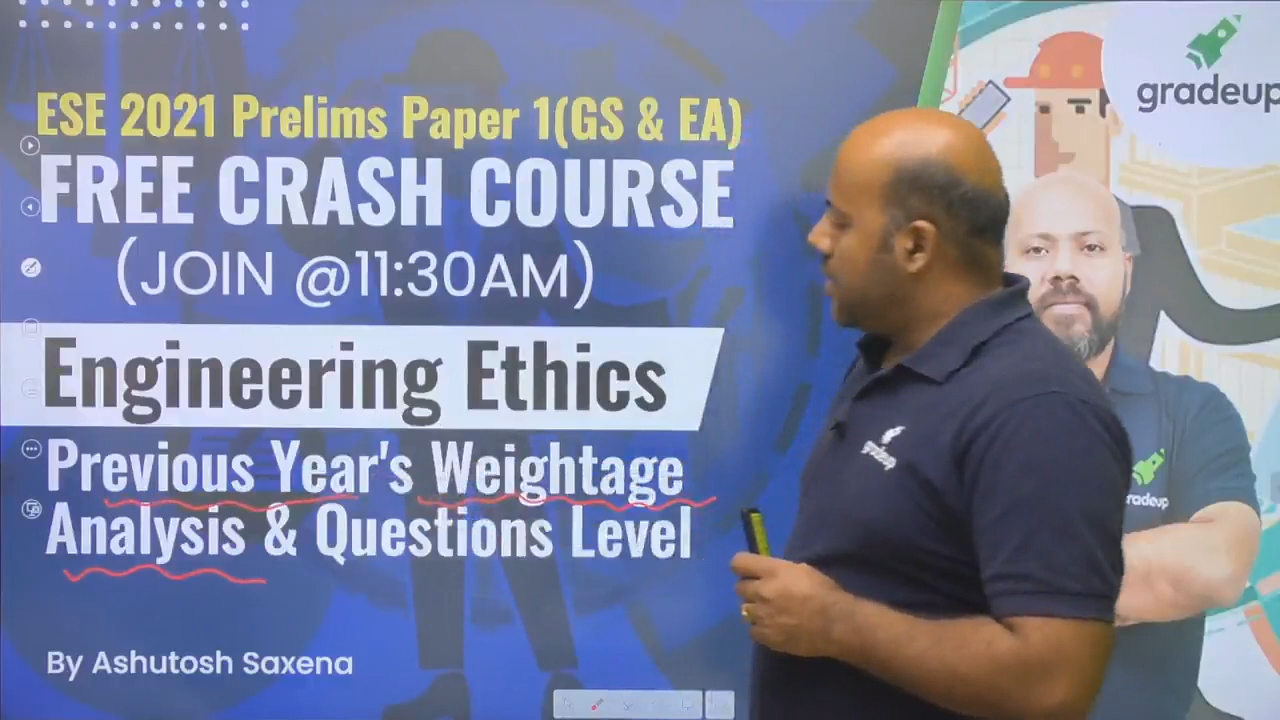 ESE 2021 Prelims Paper 1(GS & EA)
FREE CRASH COURSE
(JOIN @11:30AM)
Engineering Ethics
Previous Year's Weightage
Analysis & Questions Level
By Ashutosh Saxena
gradeup
gradeup
radeup